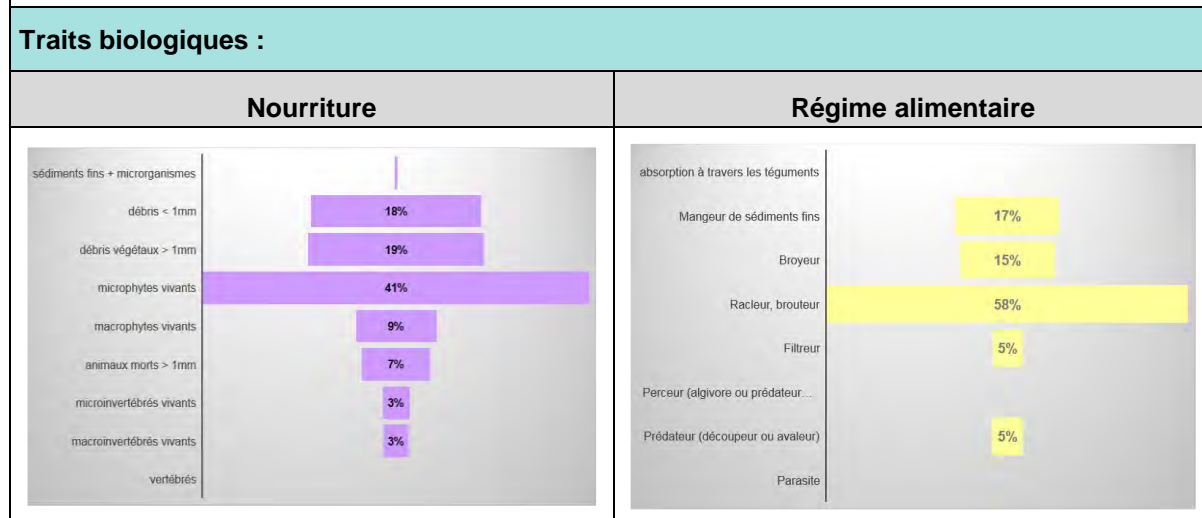 Traits biologiques :
Nourriture
Régime alimentaire
sédiments fins + microrganismes
débris < 1mm
18%
débris végétaux > 1mm
19%
microphytes vivants
41%
macrophytes vivants
9%
animaux morts > 1mm
7%
microinvertébrés vivants
3%
macroinvertébrés vivants
3%
vertébrés
absorption à travers les téguments
Mangeur de sédiments fins
17%
Broyeur
15%
Racleur, brouteur
58%
Filtreur
5%
Perceur (algivore ou prédateur...
Prédateur (découpeur ou avaleur)
5%
Parasite